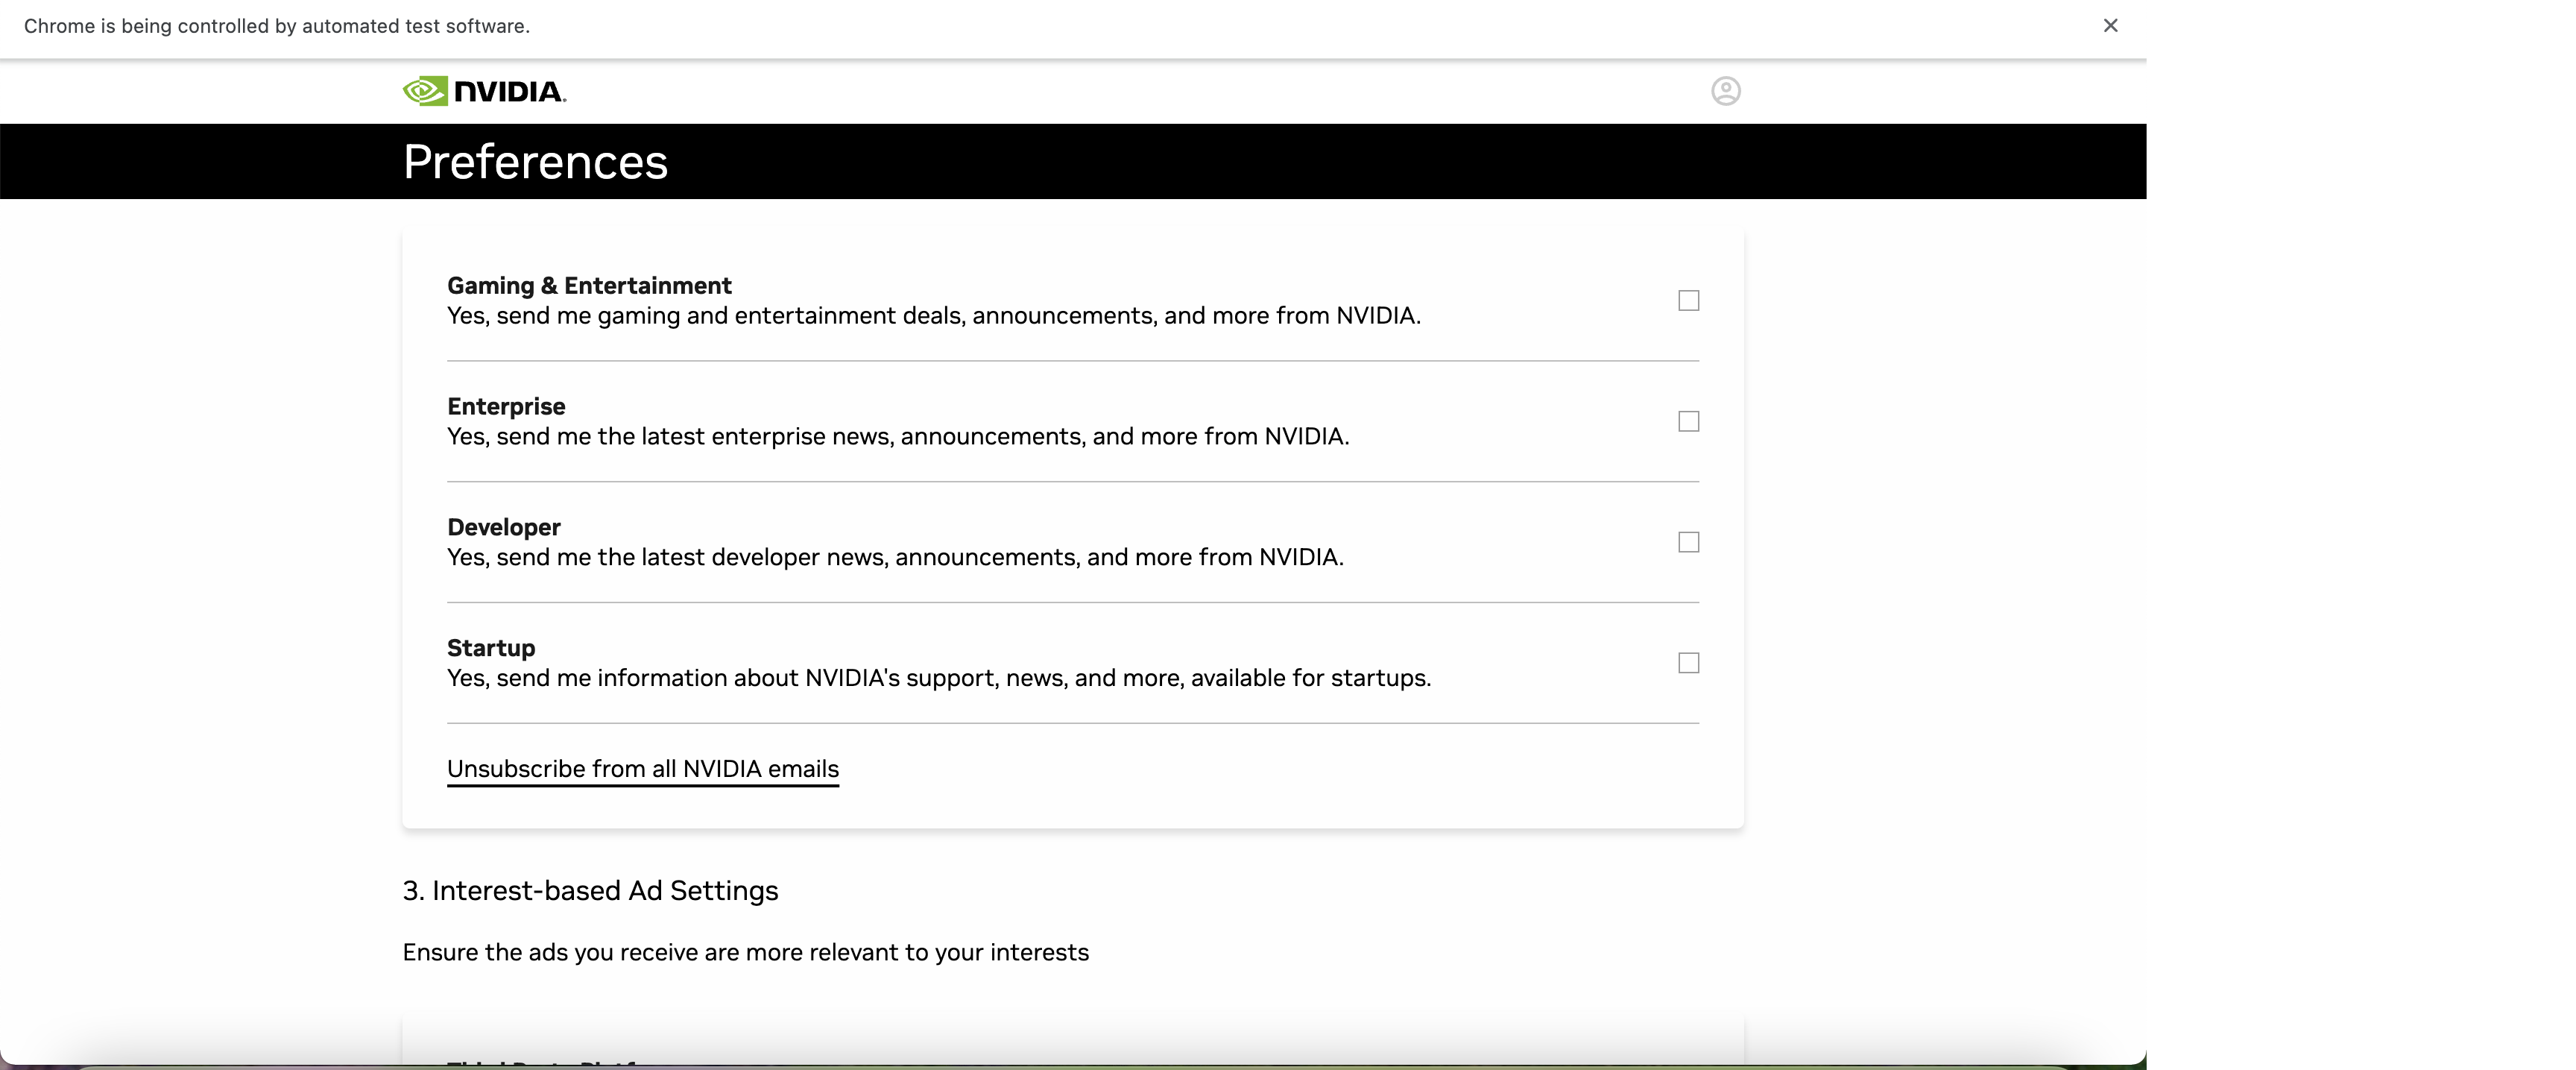 Chrome is being controlled by automated test software.
NVIDIA.
Preferences
Gaming & Entertainment
Yes, send me gaming and entertainment deals, announcements, and more from NVIDIA.
Enterprise
Yes, send me the latest enterprise news, announcements, and more from NVIDIA.
Developer
Yes, send me the latest developer news, announcements, and more from NVIDIA.
Startup
Yes, send me information about NVIDIA's support, news, and more, available for startups.
Unsubscribe from all NVIDIA emails
3. Interest-based Ad Settings
Ensure the ads you receive are more relevant to your interests